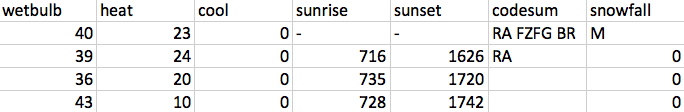 wetbulb heat cool sunrise sunset codesum snowfall
40 23 0 - - RA FZFG BR M
39 24 0 716 1626 RA 0
36 20 0 735 1720 0
43 10 0 728 1742 0